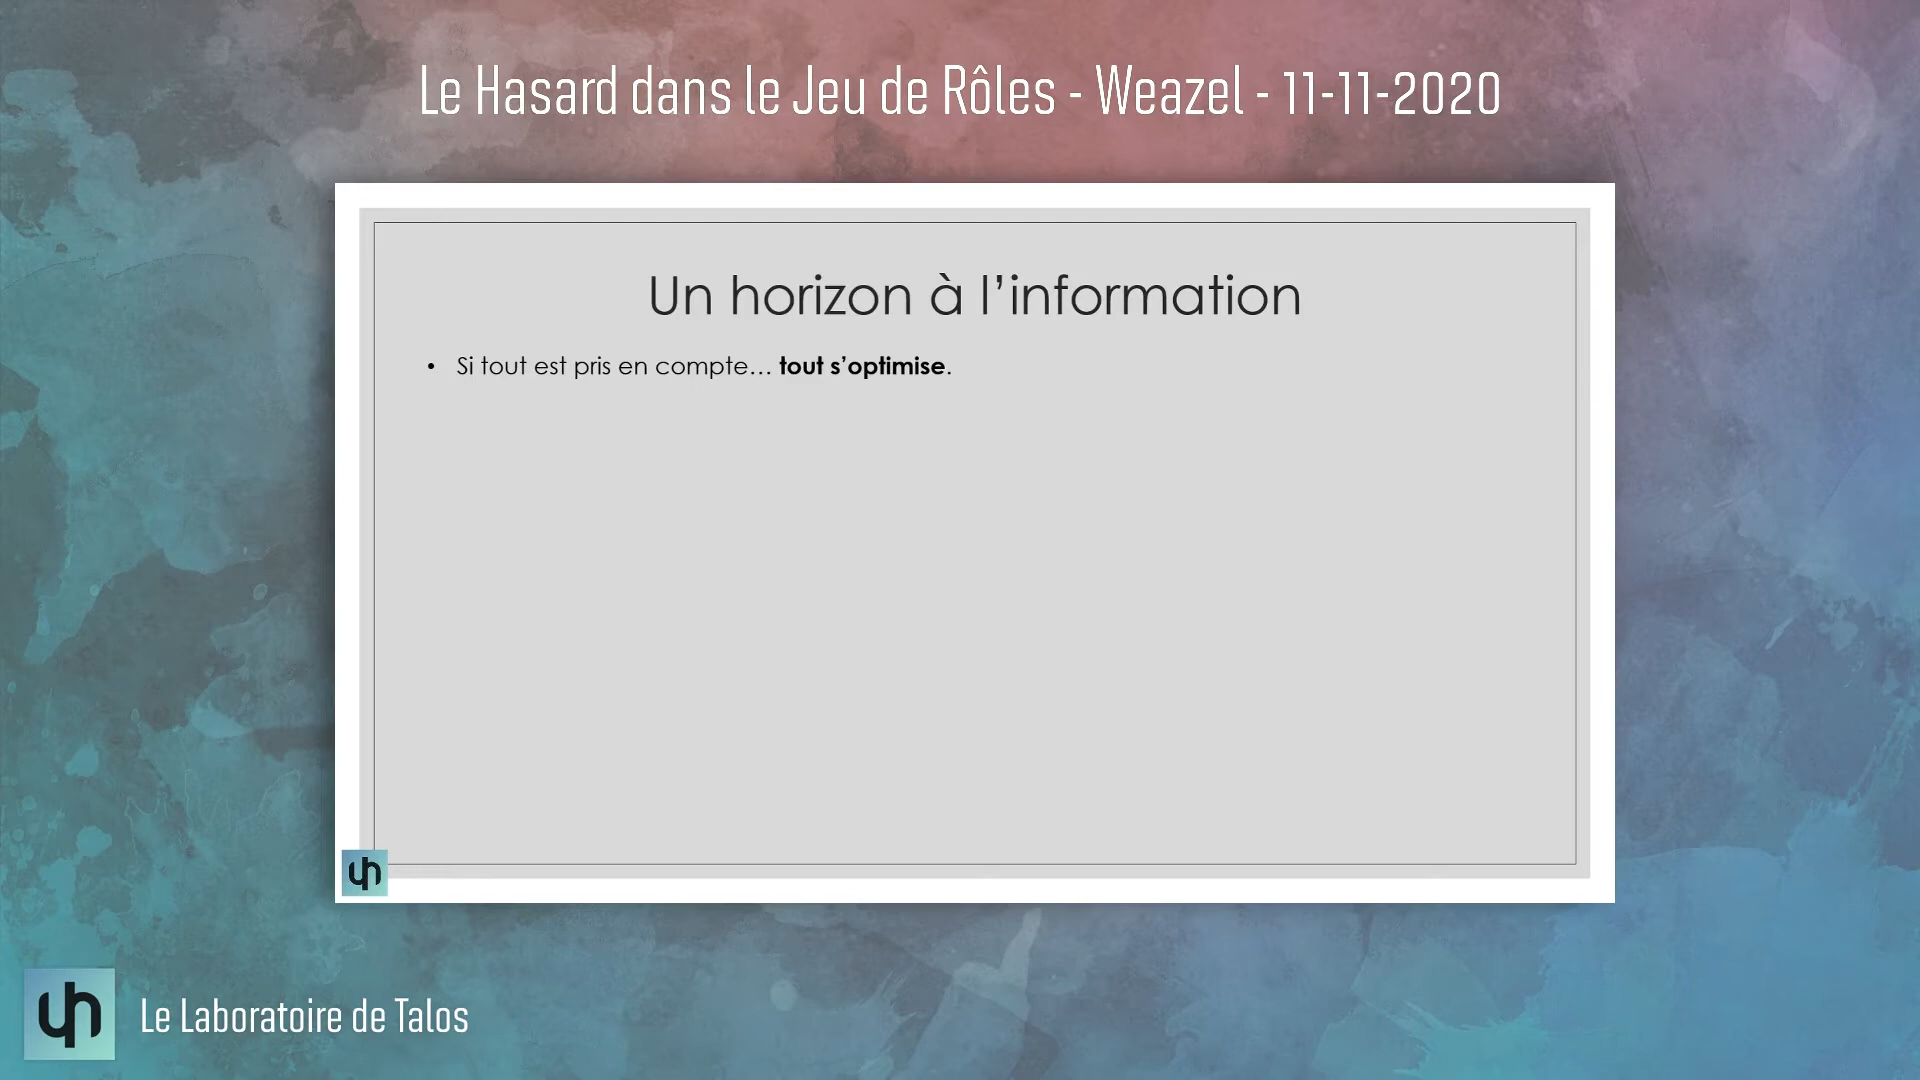 Le Hasard dans le Jeu de Rôles - Weazel - 11-11-2020
Un horizon à l’information
• Si tout est pris en compte… tout s’optimise.
Le Laboratoire de Talos